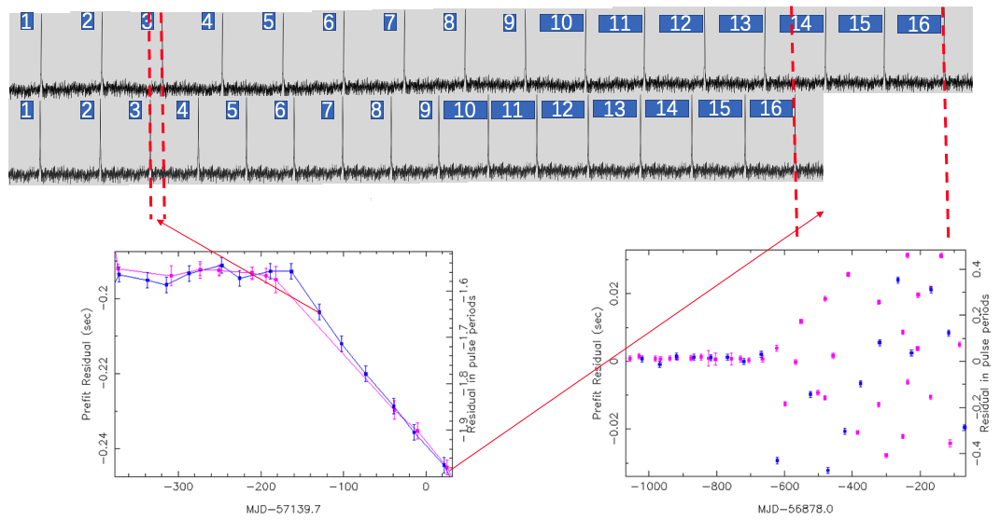 1 2 3 4 5 6 7 8 9 10 11 12 13 14 15 16
1 2 3 4 5 6 7 8 9 10 11 12 13 14 15 16
Prefit Residual (sec)
−0.2
−0.22
−0.24
−1.6
−1.7
−1.8
−1.9
Residual in pulse periods
−300 −200 −100 0
MJD−57139.7
Prefit Residual (sec)
0.02
0
−0.02
0.4
0.2
0
−0.2
−0.4
Residual in pulse periods
−1000 −800 −600 −400 −200
MJD−56878.0